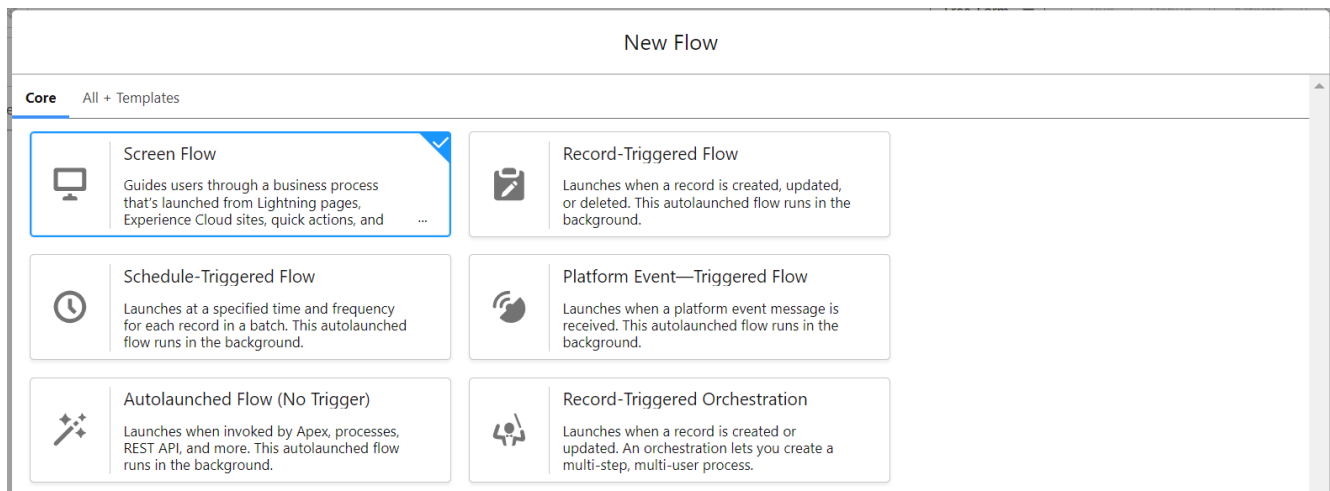 New Flow
Core
All + Templates
Screen Flow
Guides users through a business process
that's launched from Lightning pages,
Experience Cloud sites, quick actions, and ...
Record-Triggered Flow
Launches when a record is created, updated,
or deleted. This autolaunched flow runs in the
background.
Schedule-Triggered Flow
Launches at a specified time and frequency
for each record in a batch. This autolaunched
flow runs in the background.
Platform Event—Triggered Flow
Launches when a platform event message is
received. This autolaunched flow runs in the
background.
Autolaunched Flow (No Trigger)
Launches when invoked by Apex, processes,
REST API, and more. This autolaunched flow
runs in the background.
Record-Triggered Orchestration
Launches when a record is created or
updated. An orchestration lets you create a
multi-step, multi-user process.